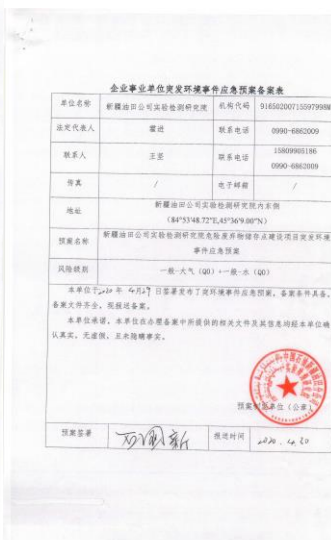 企业事业单位突发环境事件应急预案备案表
单位名称 新疆油田公司实验检测研究院 机构代码 91650200715597998M
法定代表人 霍进 联系电话 0990-6862009
联系人 王芸 联系电话 15809905186
0990-6862009
传真 / 电子邮箱 /
地址 新疆油田公司实验检测研究院内东侧
(84°53′48.72″E,45°36′9.00″N)
预案名称 新疆油田公司实验检测研究院危险废弃物储存点建设项目突发环境
事件应急预案
风险级别 一般-大气(Q0)+一般-水(Q0)
本单位于2020 年 4月29 日签署发布了突环境事件应急预案,备案条件具备,
备案文件齐全,现报送备案。
本单位承诺,本单位在办理备案中所提供的相关文件及其信息均经本单位确
认真实,无虚假,且未隐瞒事实。
预案制定单位(公章)
预案签署 报送时间 2020.4.30